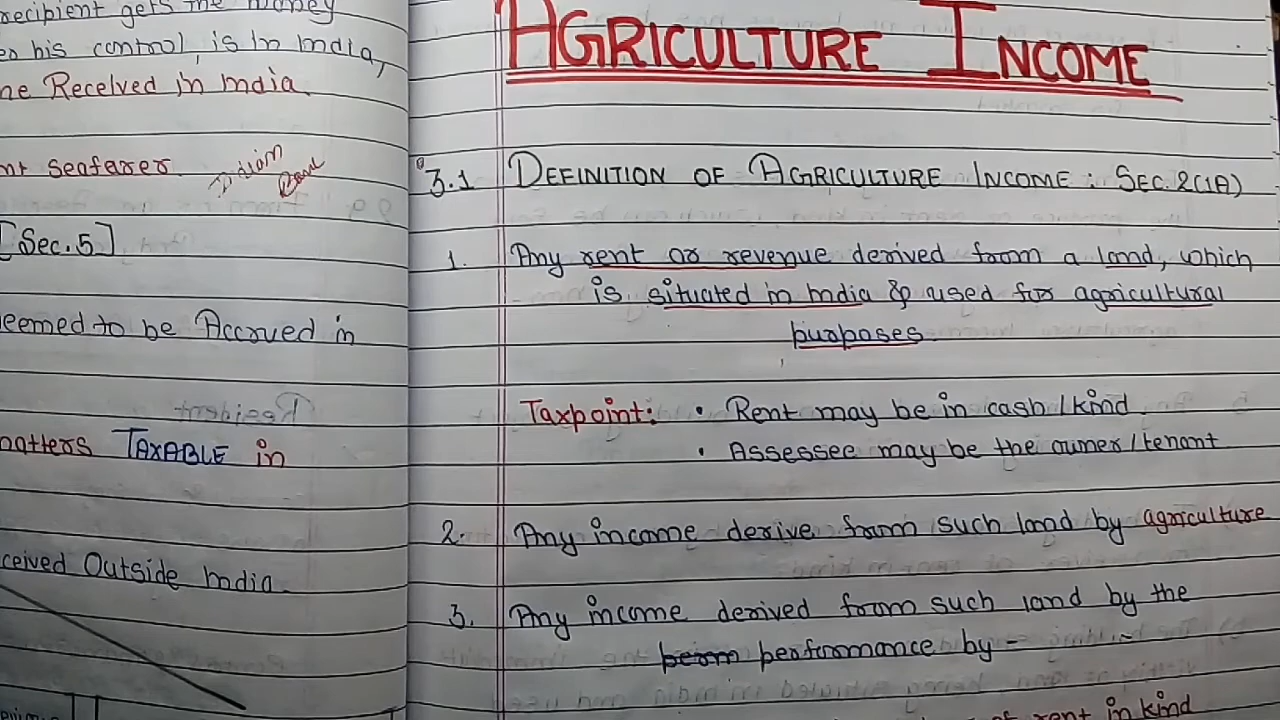 recipient gets the money
his control, is in India,
Received in India.
Seafarer
Indian
[Sec. 5]
eemed to be Accrued in
Resident
natters TAXABLE in
ceived Outside India.
AGRICULTURE INCOME
3.1 DEFINITION OF AGRICULTURE INCOME : SEC. 2(1A)
1. Any rent or revenue derived from a land, which
is situated in India & used for agricultural
purposes.
Taxpoint: • Rent may be in cash / kind.
• Assessee may be the owner / tenant
2. Any income derive from such land by agriculture
3. Any income derived from such land by the
performance by -
rent in kind